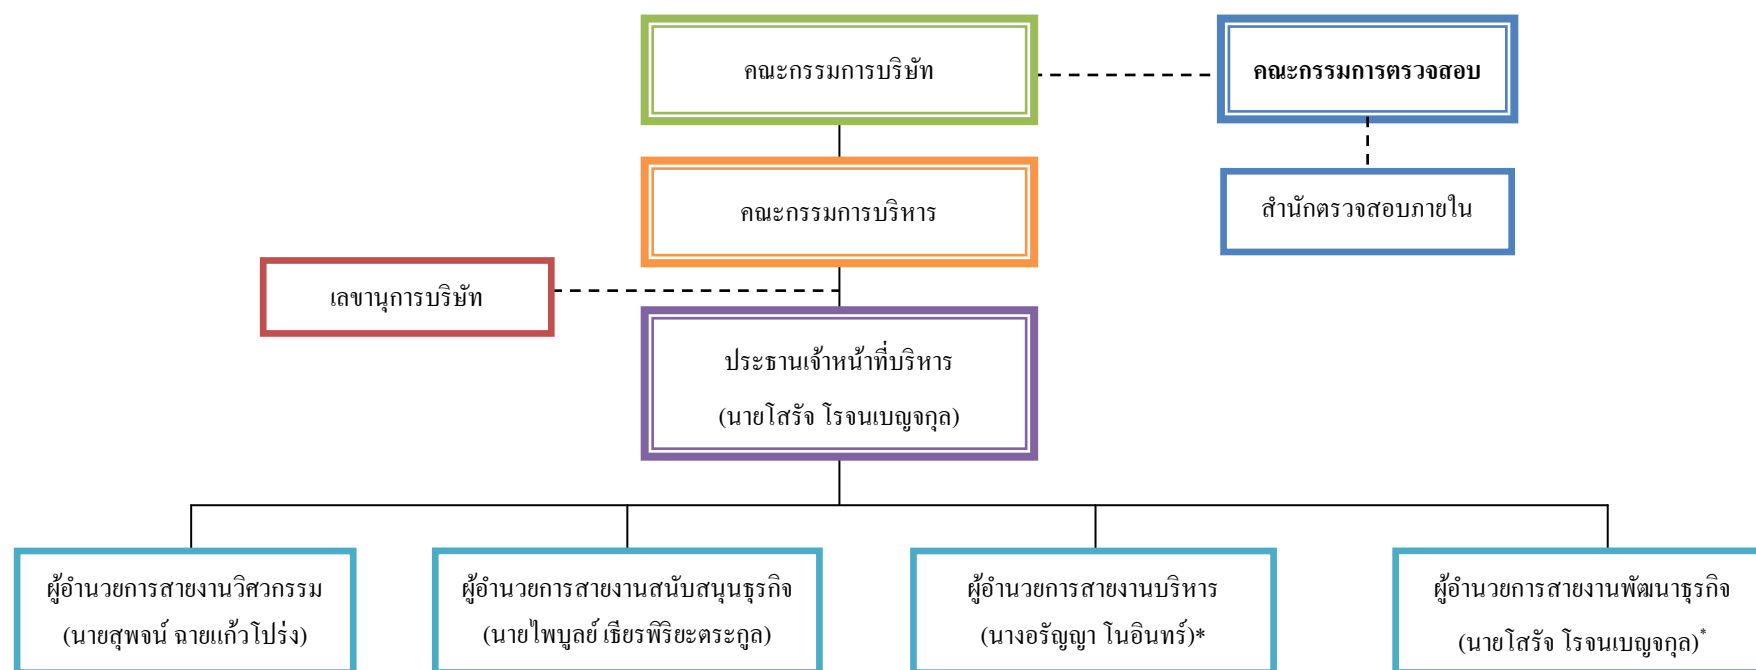 คณะกรรมการบริษัท
คณะกรรมการตรวจสอบ
คณะกรรมการบริหาร
สำนักตรวจสอบภายใน
เลขานุการบริษัท
ประธานเจ้าหน้าที่บริหาร
(นายโสรัจ โรจนเบญจกุล)
ผู้อำนวยการสายงานวิศวกรรม
(นายสุพจน์ ฉายแก้วโปร่ง)
ผู้อำนวยการสายงานสนับสนุนธุรกิจ
(นายไพบูลย์ เธียรพิริยะตระกูล)
ผู้อำนวยการสายงานบริหาร
(นางอรัญญา โนอินทร์)*
ผู้อำนวยการสายงานพัฒนาธุรกิจ
(นายโสรัจ โรจนเบญจกุล)*